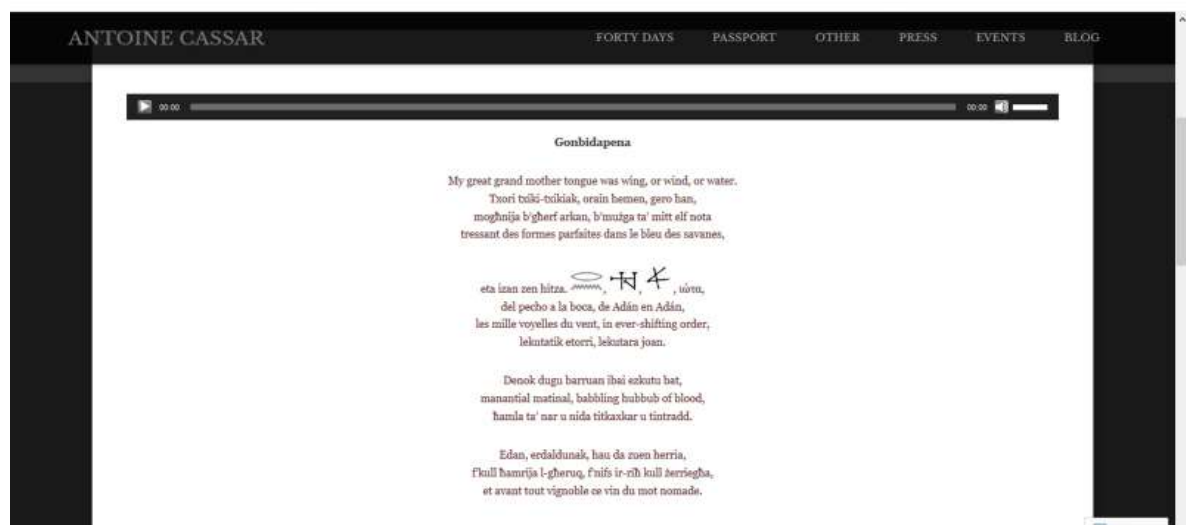 ANTOINE CASSAR
FORTY DAYS PASSPORT OTHER PRESS EVENTS BLOG
00:00 00:00
Gonbidapena
My great grand mother tongue was wing, or wind, or water.
Txori txiki-txikiak, orain hemen, gero han,
mogħnija b'għerf arkan, b'mużga ta' mitt elf nota
tressant des formes parfaites dans le bleu des savanes,
eta izan zen hitza. , , , ιώτα,
del pecho a la boca, de Adán en Adán,
les mille voyelles du vent, in ever-shifting order,
lekutatik etorri, lekutara joan.
Denok dugu barruan ibai ezkutu bat,
manantial matinal, babbling hubbub of blood,
ħamla ta' nar u nida titkaxkar u tintradd.
Edan, erdaldunak, hau da zuen herria,
f'kull ħamrija l-għeruq, f'nifs ir-riħ kull żerriegħa,
et avant tout vignoble ce vin du mot nomade.